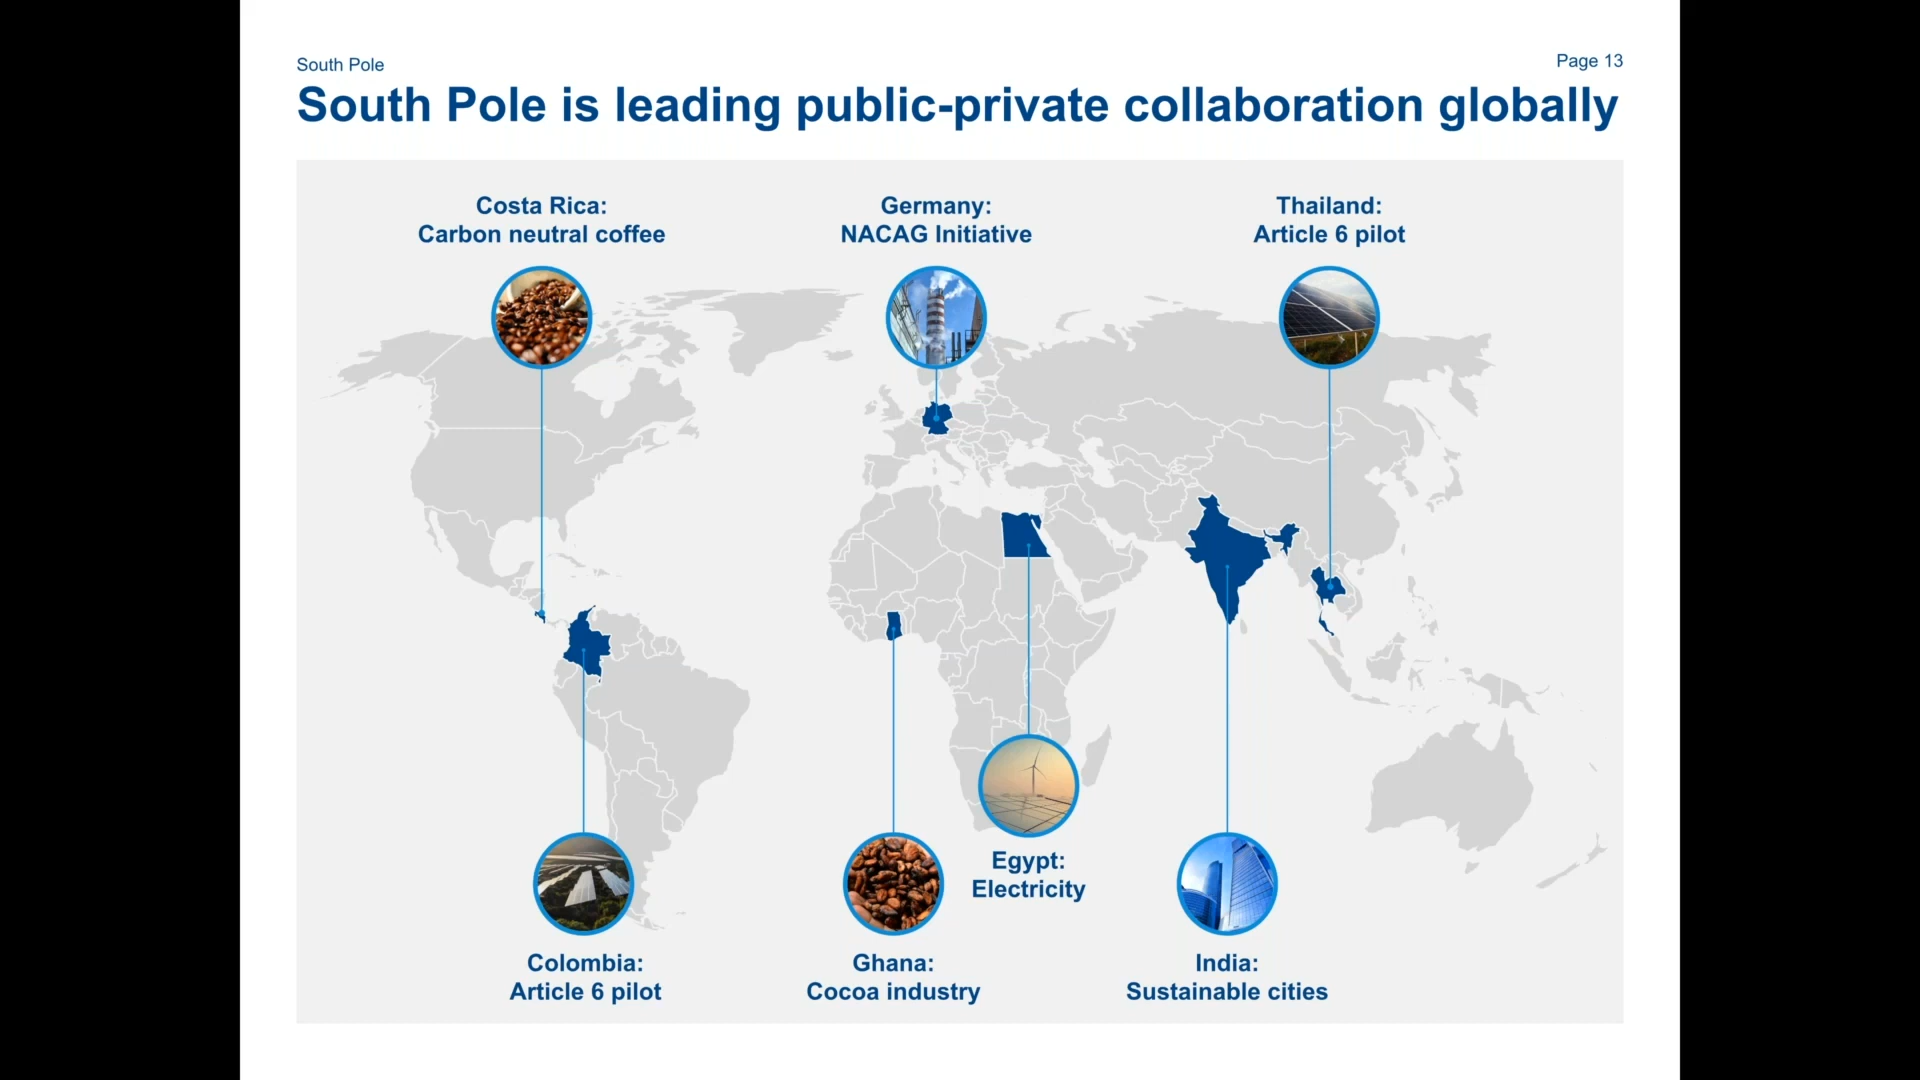 South Pole
Page 13
South Pole is leading public-private collaboration globally
Costa Rica:
Carbon neutral coffee
Germany:
NACAG Initiative
Thailand:
Article 6 pilot
Egypt:
Electricity
Colombia:
Article 6 pilot
Ghana:
Cocoa industry
India:
Sustainable cities